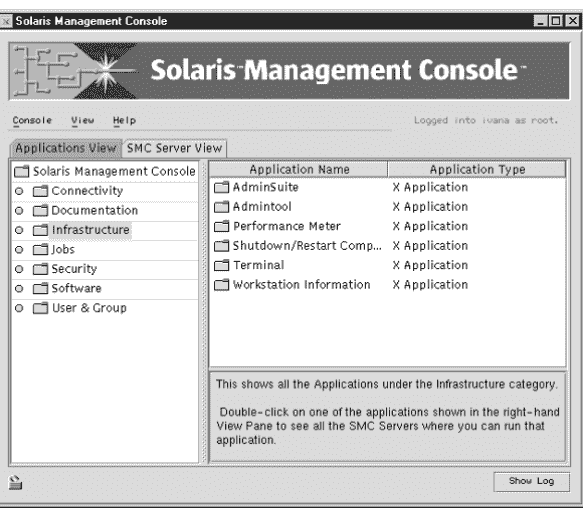 Solaris Management Console
Solaris™Management Console™
Console View Help
Logged into ivana as root.
Applications View SMC Server View
Solaris Management Console
Connectivity
Documentation
Infrastructure
Jobs
Security
Software
User & Group
Application Name Application Type
AdminSuite X Application
Admintool X Application
Performance Meter X Application
Shutdown/Restart Comp... X Application
Terminal X Application
Workstation Information X Application
This shows all the Applications under the Infrastructure category.
Double-click on one of the applications shown in the right-hand
View Pane to see all the SMC Servers where you can run that
application.
Show Log